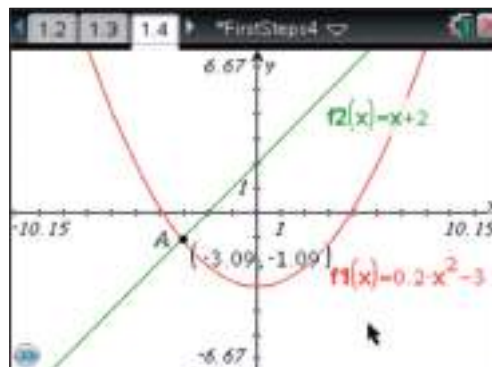 1.2 1.3 1.4 *FirstSteps4
6.67 y
f2(x)=x+2
1
-10.15 1 10.15
A
(-3.09,-1.09)
f1(x)=0.2·x²-3
-6.67